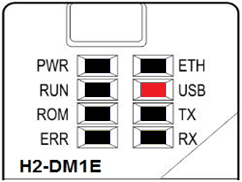 PWR ETH
RUN USB
ROM TX
ERR RX
H2-DM1E